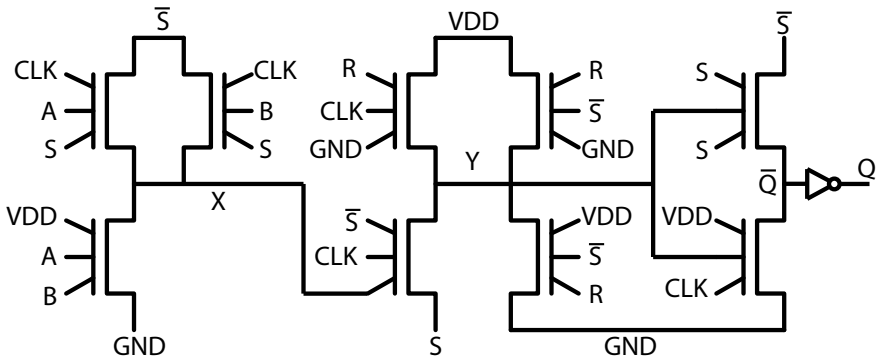 S̅
VDD
S̅
CLK
CLK
R
R
S
A
B
CLK
S̅
S
S
GND
GND
S
X
Y
Q̅
Q
VDD
S̅
VDD
VDD
A
CLK
S̅
B
R
CLK
GND
S
GND